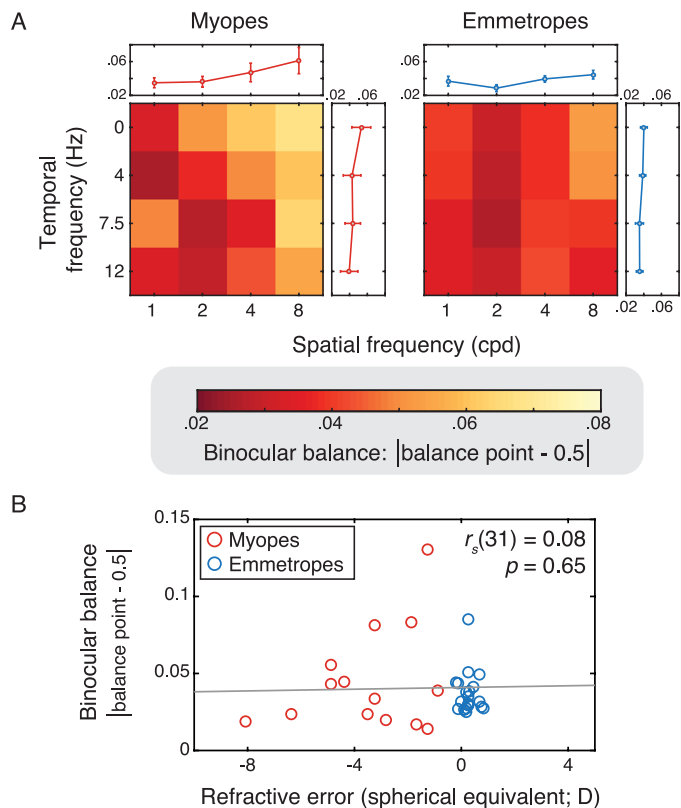 A
Myopes
Emmetropes
.06
.02
.02
.06
.06
.02
.02
.06
Temporal
frequency (Hz)
0
4
7.5
12
1
2
4
8
1
2
4
8
.02
.06
Spatial frequency (cpd)
.02
.04
.06
.08
Binocular balance: |balance point - 0.5|
B
Binocular balance
|balance point - 0.5|
0.15
0.1
0.05
0
Myopes
Emmetropes
rs(31) = 0.08
p = 0.65
-8
-4
0
4
Refractive error (spherical equivalent; D)